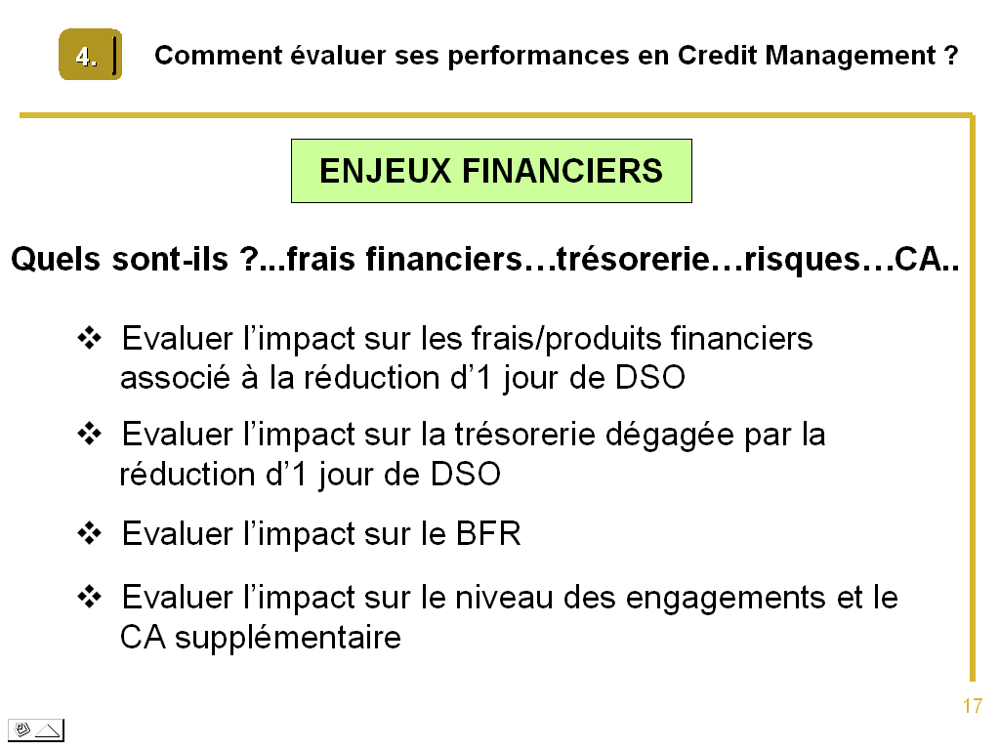 4.
Comment évaluer ses performances en Credit Management ?
ENJEUX FINANCIERS
Quels sont-ils ?...frais financiers…trésorerie…risques…CA..
❖ Evaluer l’impact sur les frais/produits financiers
associé à la réduction d’1 jour de DSO
❖ Evaluer l’impact sur la trésorerie dégagée par la
réduction d’1 jour de DSO
❖ Evaluer l’impact sur le BFR
❖ Evaluer l’impact sur le niveau des engagements et le
CA supplémentaire
17